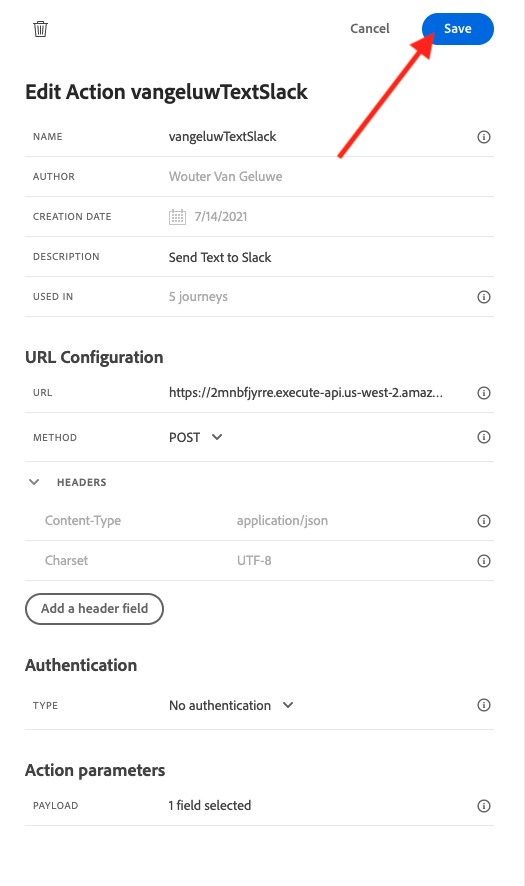 Cancel Save
Edit Action vangeluwTextSlack
NAME vangeluwTextSlack
AUTHOR Wouter Van Geluwe
CREATION DATE 7/14/2021
DESCRIPTION Send Text to Slack
USED IN 5 journeys
URL Configuration
URL https://2mnbfjyrre.execute-api.us-west-2.amaz...
METHOD POST
HEADERS
Content-Type application/json
Charset UTF-8
Add a header field
Authentication
TYPE No authentication
Action parameters
PAYLOAD 1 field selected